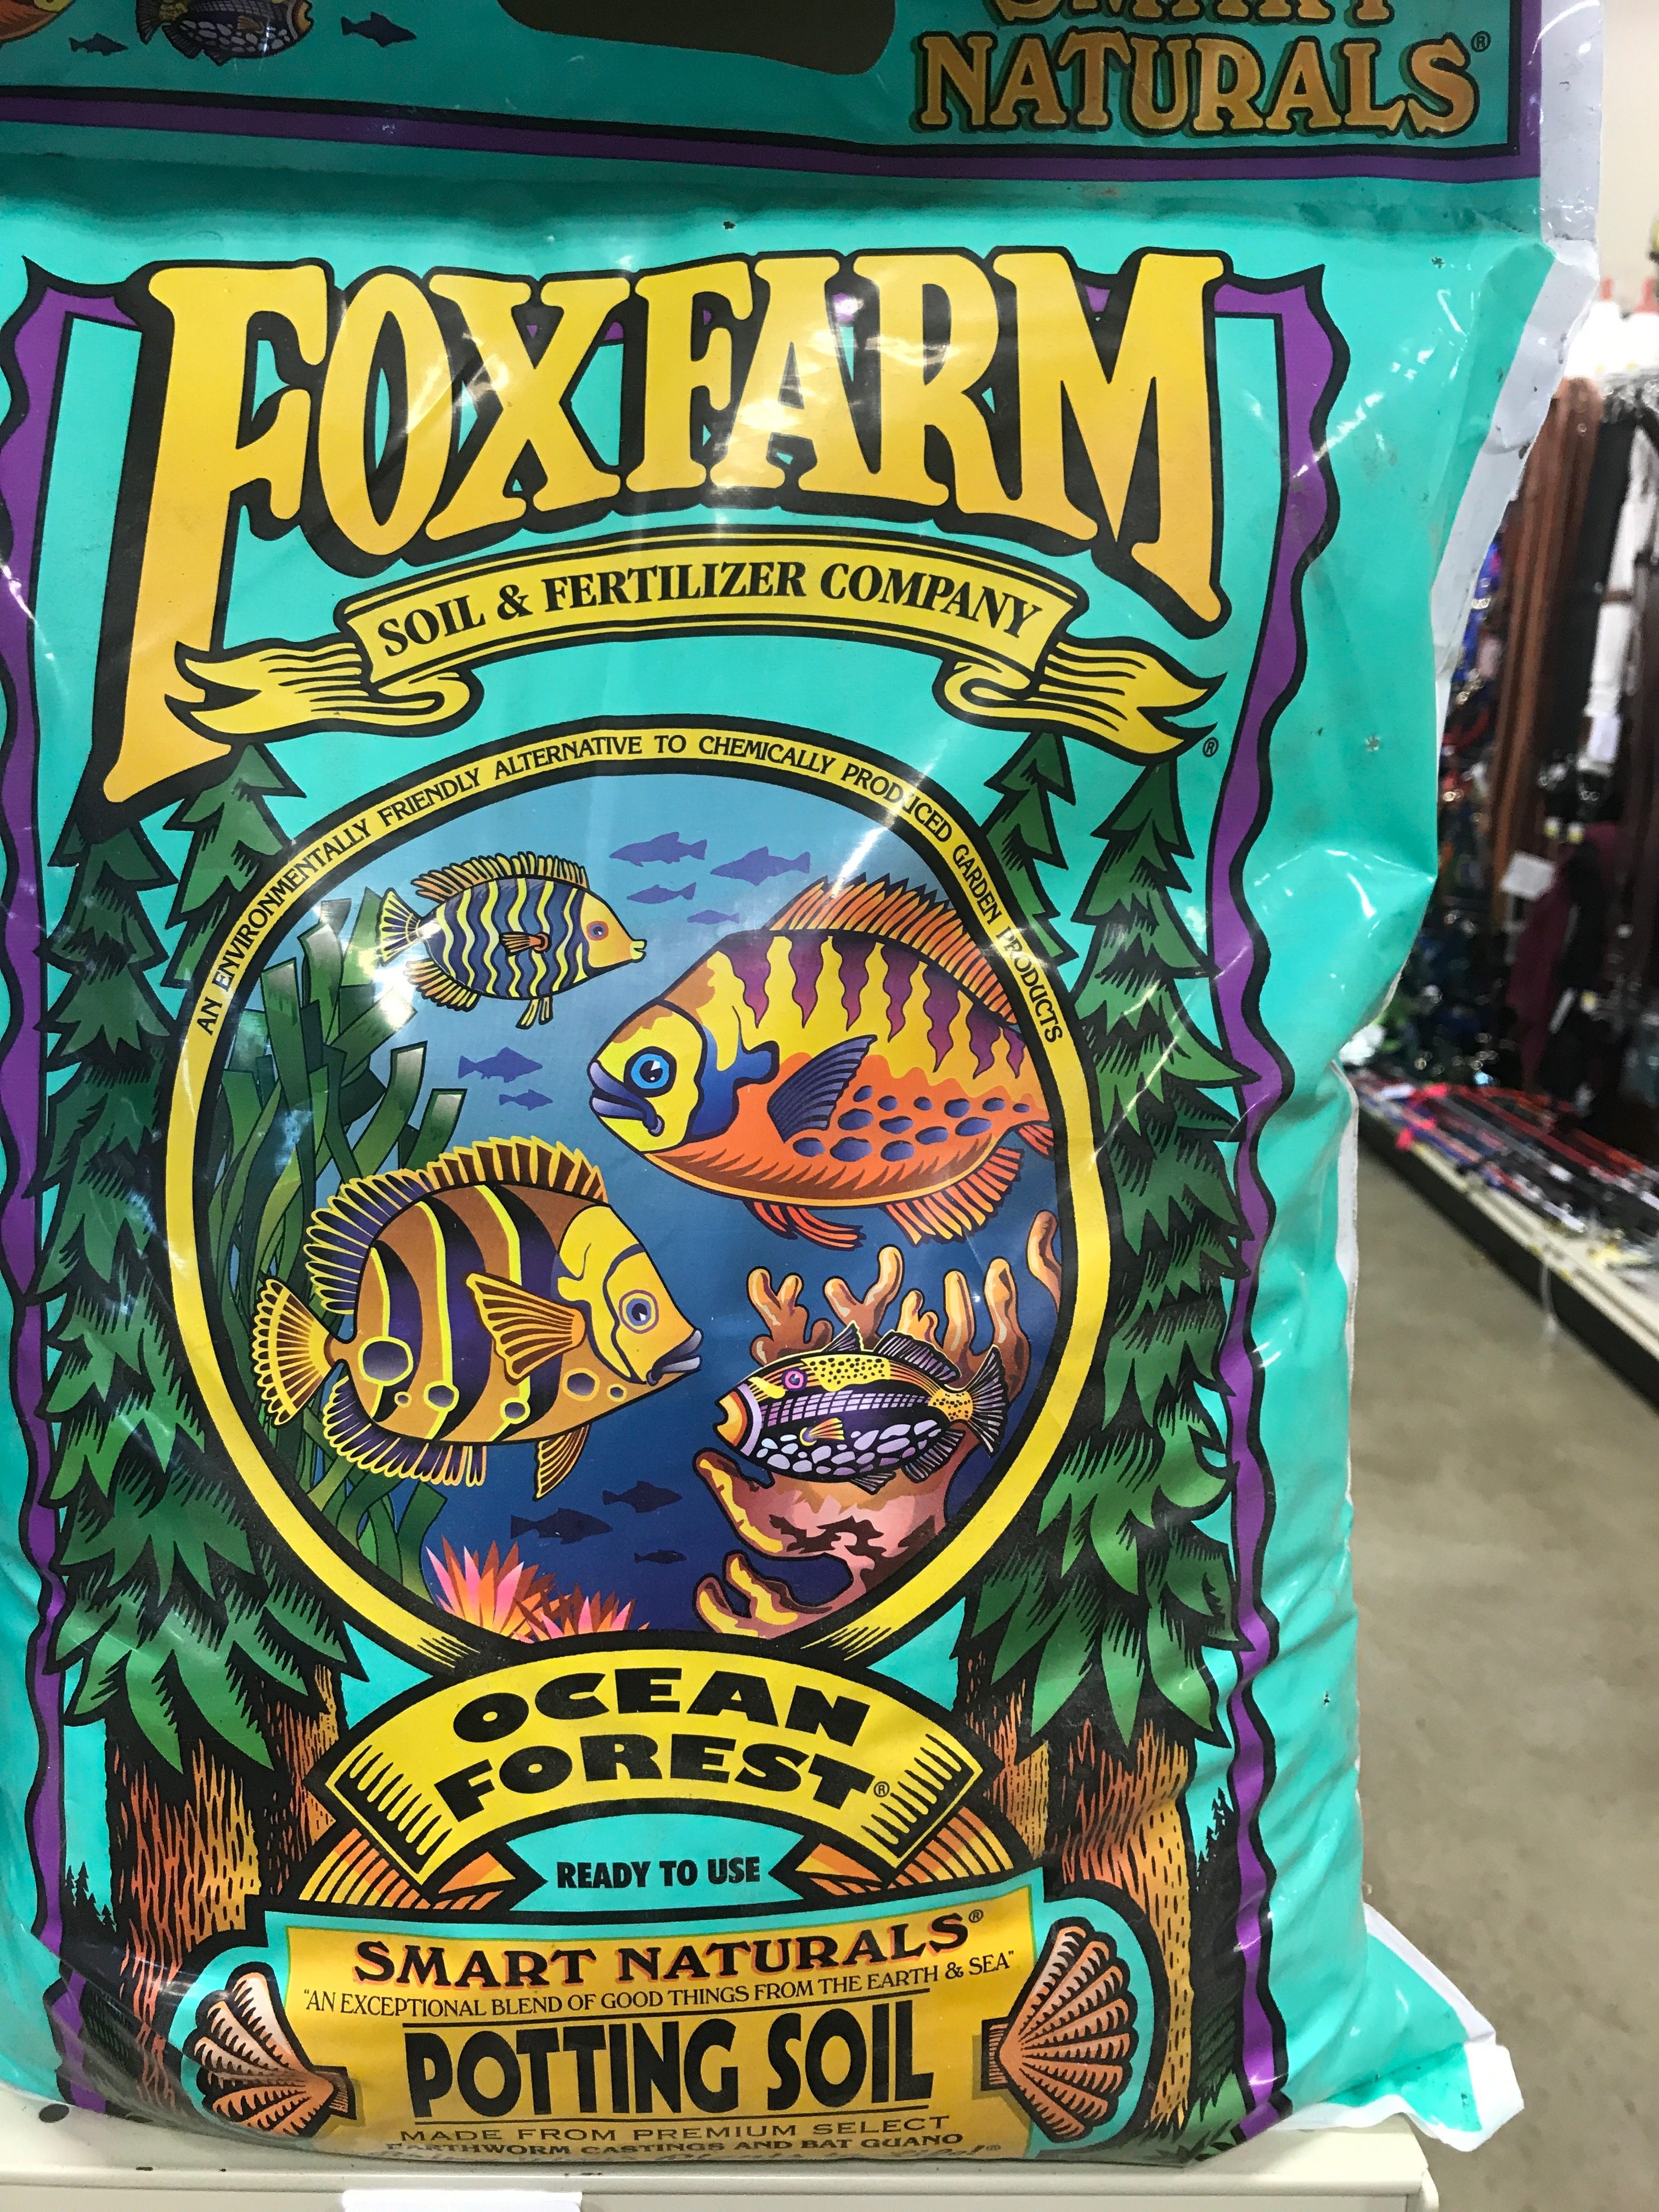 NATURALS®
FOXFARM®
SOIL & FERTILIZER COMPANY®
AN ENVIRONMENTALLY FRIENDLY ALTERNATIVE TO CHEMICALLY PRODUCED GARDEN PRODUCTS
OCEAN
FOREST®
READY TO USE
SMART NATURALS®
"AN EXCEPTIONAL BLEND OF GOOD THINGS FROM THE EARTH & SEA"
POTTING SOIL
MADE FROM PREMIUM SELECT
EARTHWORM CASTINGS AND BAT GUANO